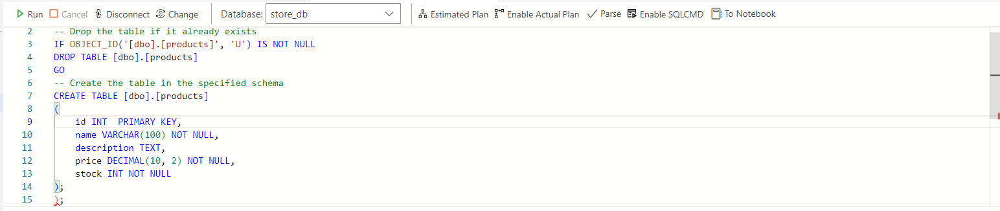 Run Cancel Disconnect Change Database: store_db Estimated Plan Enable Actual Plan Parse Enable SQLCMD To Notebook
2 -- Drop the table if it already exists
3 IF OBJECT_ID('[dbo].[products]', 'U') IS NOT NULL
4 DROP TABLE [dbo].[products]
5 GO
6 -- Create the table in the specified schema
7 CREATE TABLE [dbo].[products]
8 (
9     id INT  PRIMARY KEY,
10     name VARCHAR(100) NOT NULL,
11     description TEXT,
12     price DECIMAL(10, 2) NOT NULL,
13     stock INT NOT NULL
14 );
15 );